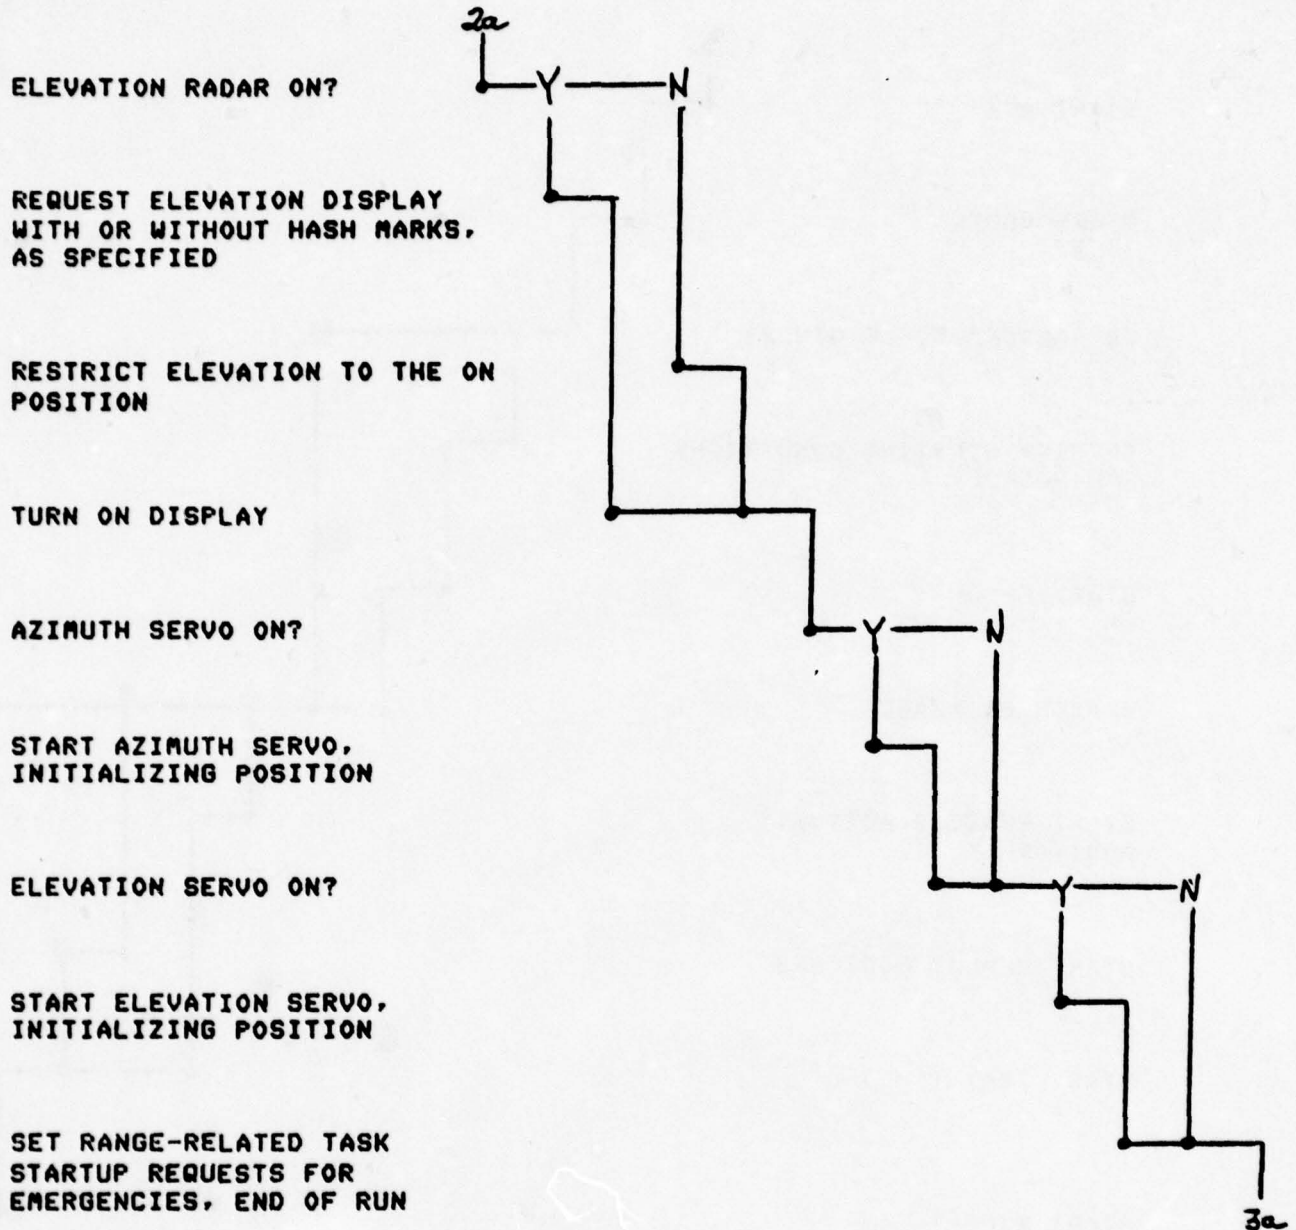 2a
ELEVATION RADAR ON? Y N
REQUEST ELEVATION DISPLAY
WITH OR WITHOUT HASH MARKS,
AS SPECIFIED
RESTRICT ELEVATION TO THE ON
POSITION
TURN ON DISPLAY
AZIMUTH SERVO ON? Y N
START AZIMUTH SERVO,
INITIALIZING POSITION
ELEVATION SERVO ON? Y N
START ELEVATION SERVO,
INITIALIZING POSITION
SET RANGE-RELATED TASK
STARTUP REQUESTS FOR
EMERGENCIES, END OF RUN
3a